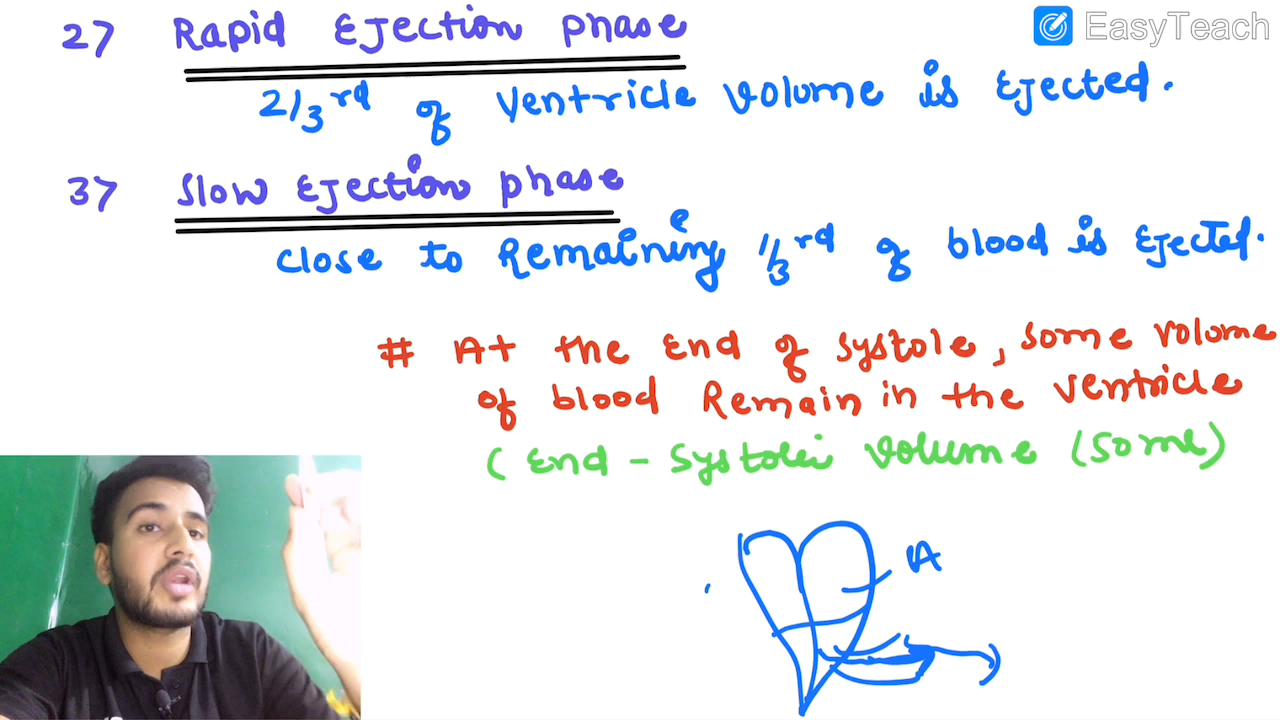 EasyTeach
2) Rapid Ejection phase
2/3rd of ventricle volume is Ejected.
3) Slow Ejection phase
close to Remaining 1/3rd of blood is Ejected.
# At the End of systole, some volume
of blood Remain in the ventricle
(End - systolic volume (some)
A